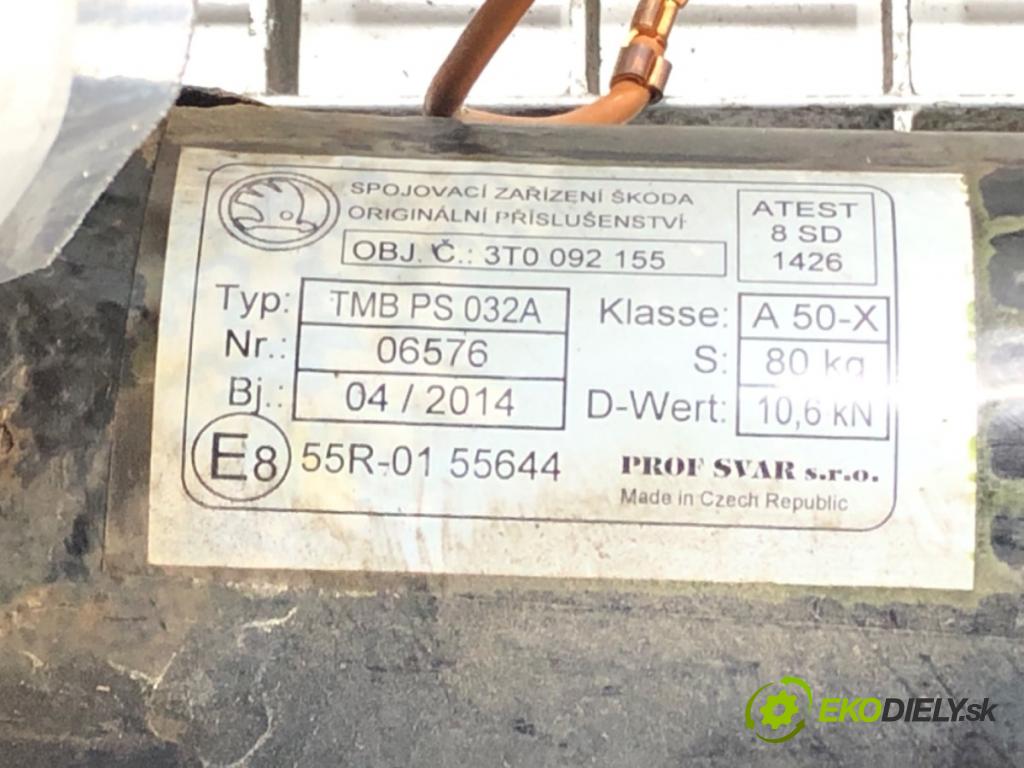 SPOJOVACÍ ZAŘÍZENÍ ŠKODA
ORIGINÁLNÍ PŘÍSLUŠENSTVÍ
OBJ. Č.: 3T0 092 155
ATEST
8 SD
1426
Typ: TMB PS 032A
Nr.: 06576
Bj.: 04 / 2014
Klasse: A 50-X
S: 80 kg
D-Wert: 10,6 kN
E8 55R-01 55644
PROF SVAR s.r.o.
Made in Czech Republic
EKODIELY.sk